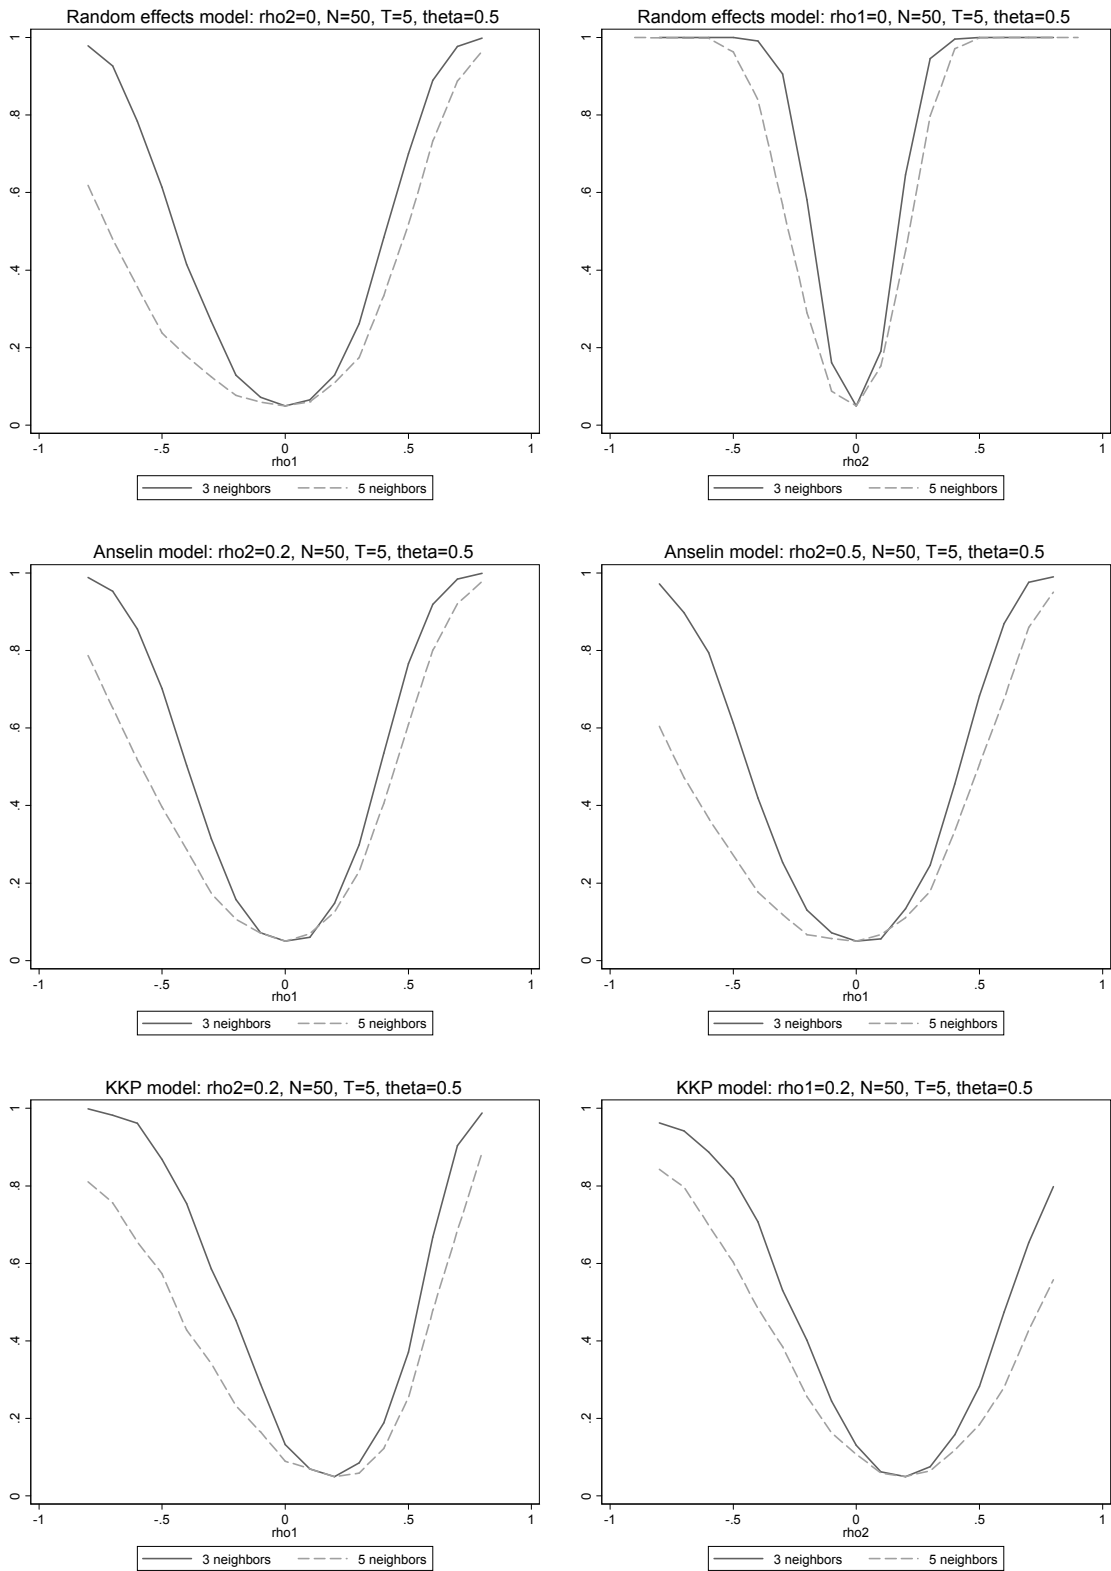 Random effects model: rho2=0, N=50, T=5, theta=0.5
1
.8
.6
.4
.2
0
-1 -.5 0 .5 1
rho1
3 neighbors 5 neighbors
Random effects model: rho1=0, N=50, T=5, theta=0.5
1
.8
.6
.4
.2
0
-1 -.5 0 .5 1
rho2
3 neighbors 5 neighbors
Anselin model: rho2=0.2, N=50, T=5, theta=0.5
1
.8
.6
.4
.2
0
-1 -.5 0 .5 1
rho1
3 neighbors 5 neighbors
Anselin model: rho2=0.5, N=50, T=5, theta=0.5
1
.8
.6
.4
.2
0
-1 -.5 0 .5 1
rho1
3 neighbors 5 neighbors
KKP model: rho2=0.2, N=50, T=5, theta=0.5
1
.8
.6
.4
.2
0
-1 -.5 0 .5 1
rho1
3 neighbors 5 neighbors
KKP model: rho1=0.2, N=50, T=5, theta=0.5
1
.8
.6
.4
.2
0
-1 -.5 0 .5 1
rho2
3 neighbors 5 neighbors